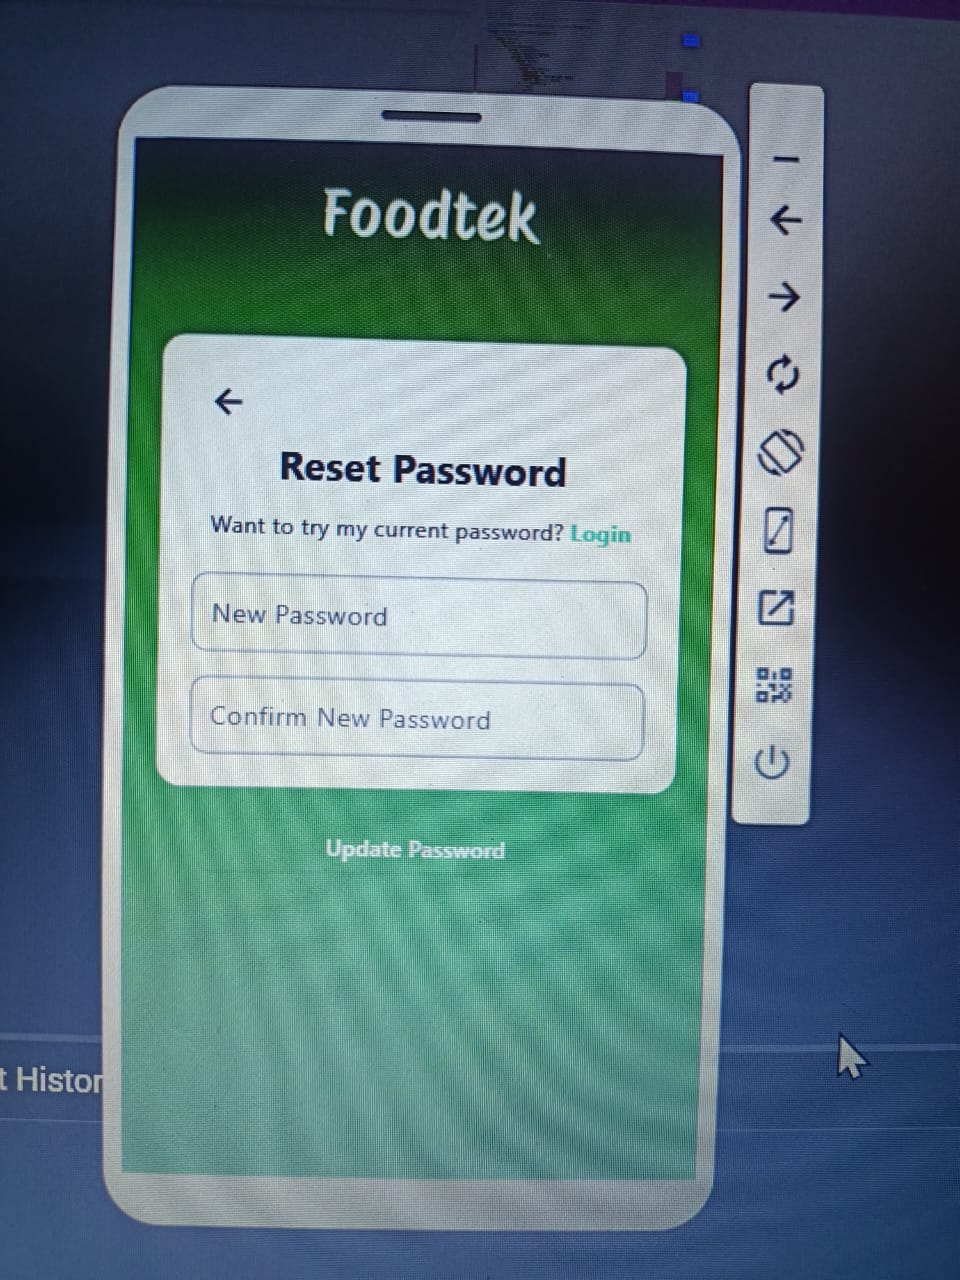 Foodtek
Reset Password
Want to try my current password? Login
New Password
Confirm New Password
Update Password
t Histor